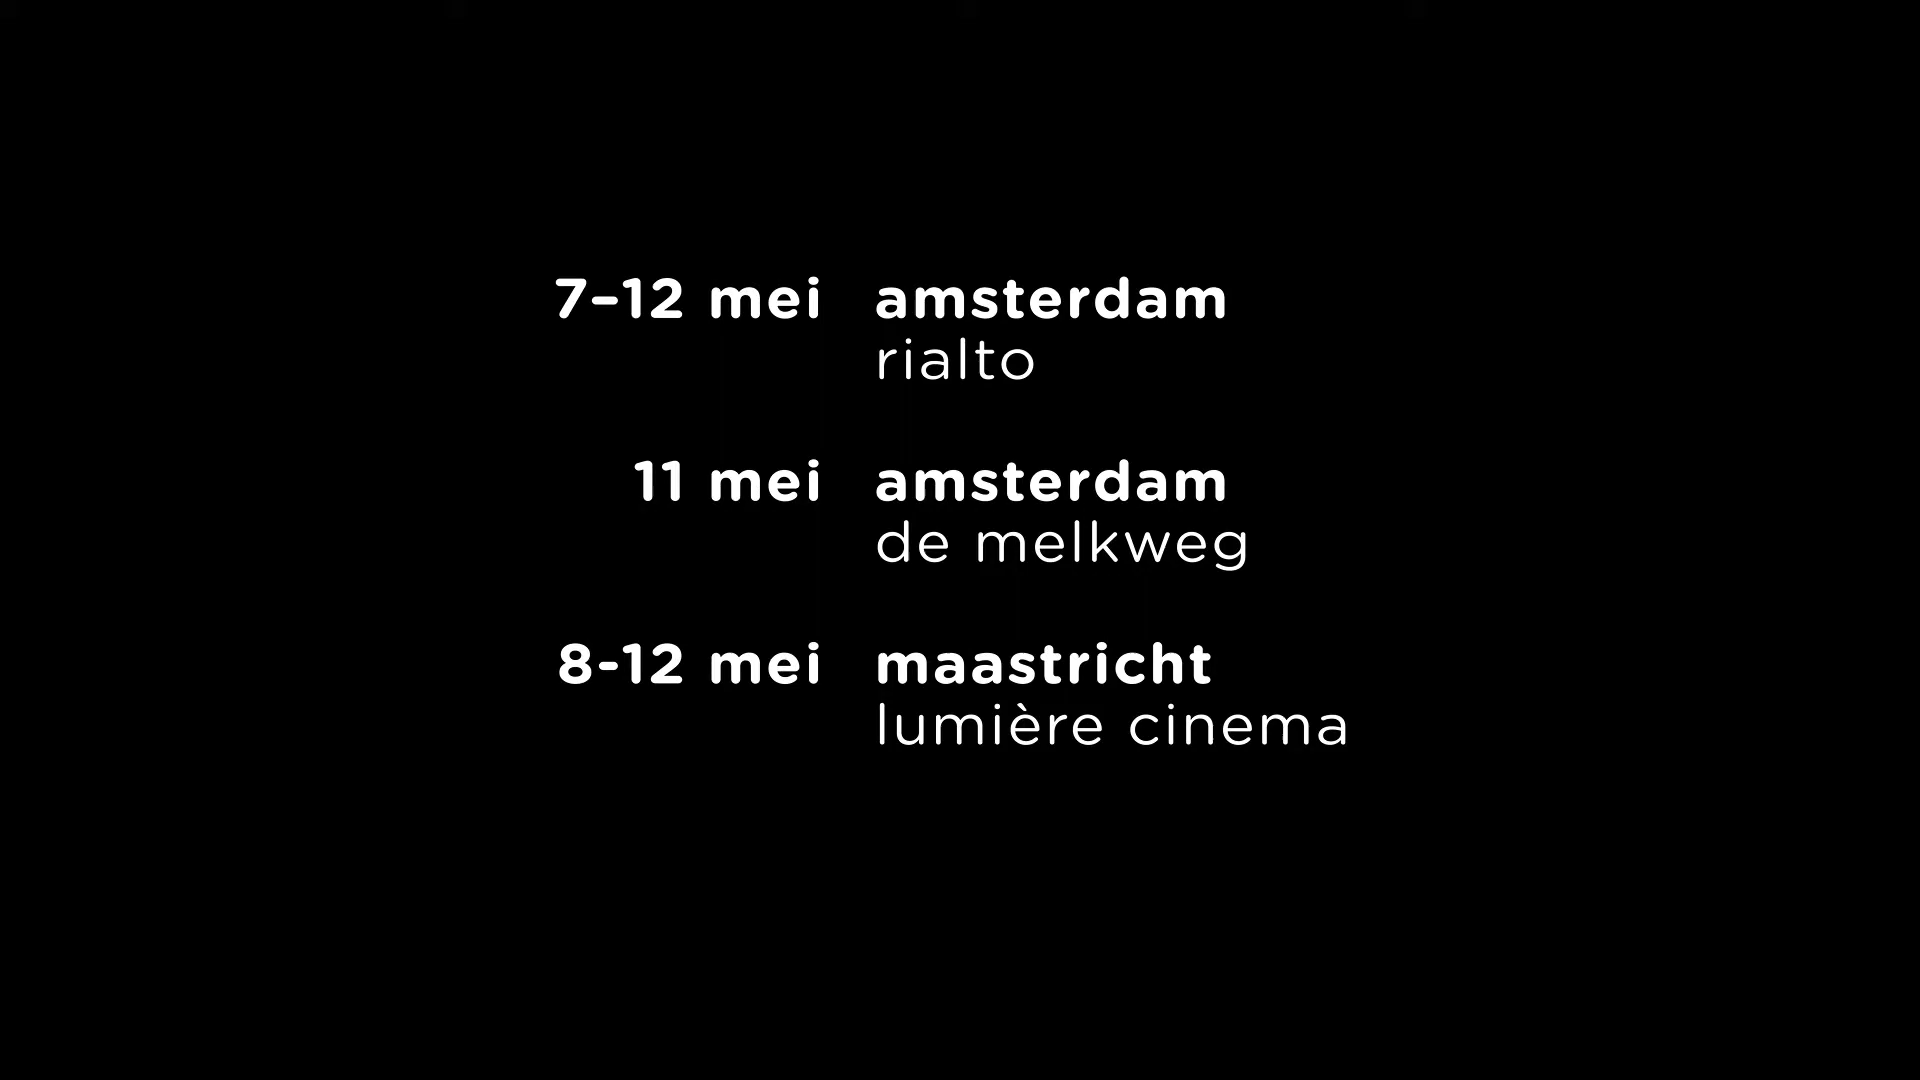 7–12 mei amsterdam
rialto
11 mei amsterdam
de melkweg
8-12 mei maastricht
lumière cinema